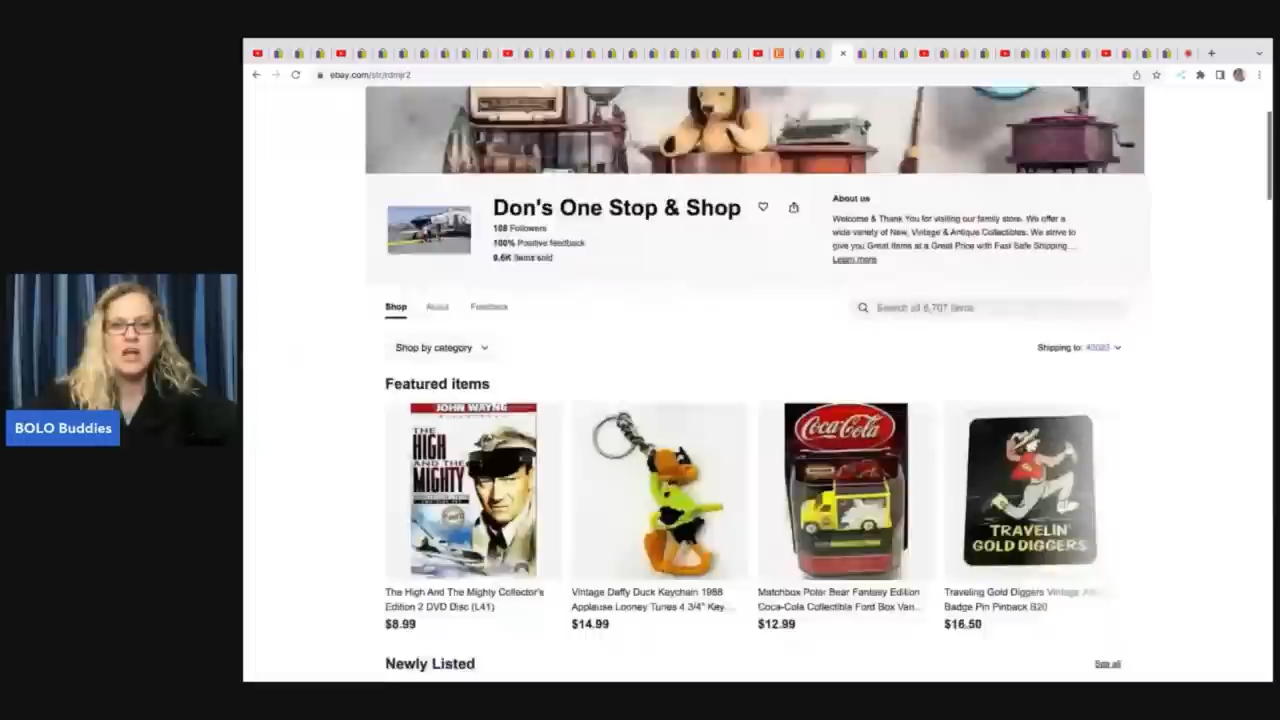 ebay.com/str/rdmjr2
Don's One Stop & Shop
108 Followers
100% Positive feedback
9.6K Items sold
About us
Welcome & Thank You for visiting our family store. We offer a
wide variety of New, Vintage & Antique Collectibles. We strive to
give you Great Items at a Great Price with Fast Safe Shipping....
Learn more
Shop
About
Feedback
Search all 6,707 items
Shop by category
Shipping to:
Featured items
JOHN WAYNE
THE
HIGH
AND THE
MIGHTY
Coca-Cola
TRAVELIN'
GOLD DIGGERS
The High And The Mighty Collector's
Edition 2 DVD Disc (L41)
$8.99
Vintage Daffy Duck Keychain 1988
Applause Looney Tunes 4 3/4" Key...
$14.99
Matchbox Polar Bear Fantasy Edition
Coca-Cola Collectible Ford Box Van...
$12.99
Traveling Gold Diggers Vintage
Badge Pin Pinback B20
$16.50
Newly Listed
See all
BOLO Buddies